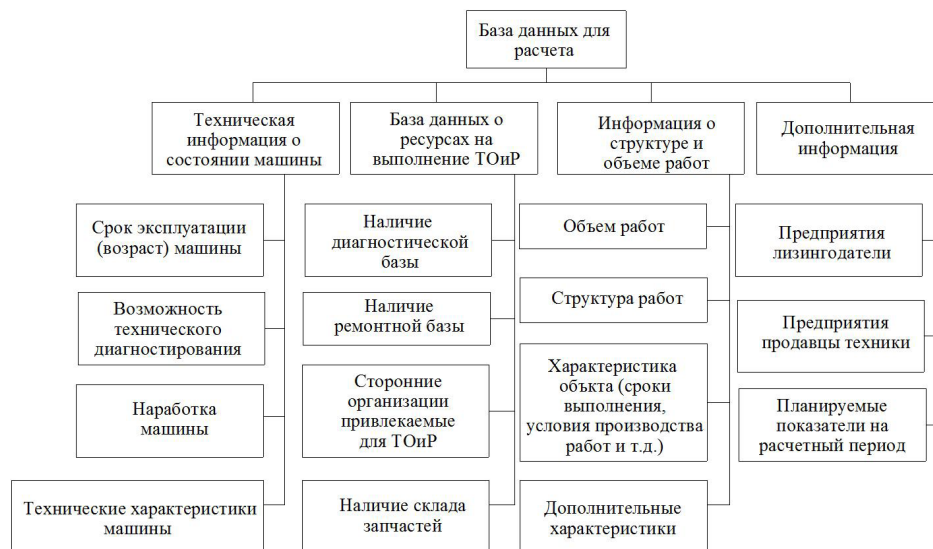 База данных для
расчета
Техническая
информация о
состоянии машины
База данных о
ресурсах на
выполнение ТОиР
Информация о
структуре и
объеме работ
Дополнительная
информация
Срок эксплуатации
(возраст) машины
Возможность
технического
диагностирования
Наработка
машины
Технические характеристики
машины
Наличие
диагностической
базы
Наличие
ремонтной базы
Сторонние
организации
привлекаемые
для ТОиР
Наличие склада
запчастей
Объем работ
Структура работ
Характеристика
объкта (сроки
выполнения,
условия производства
работ и т.д.)
Дополнительные
характеристики
Предприятия
лизингодатели
Предприятия
продавцы техники
Планируемые
показатели на
расчетный период